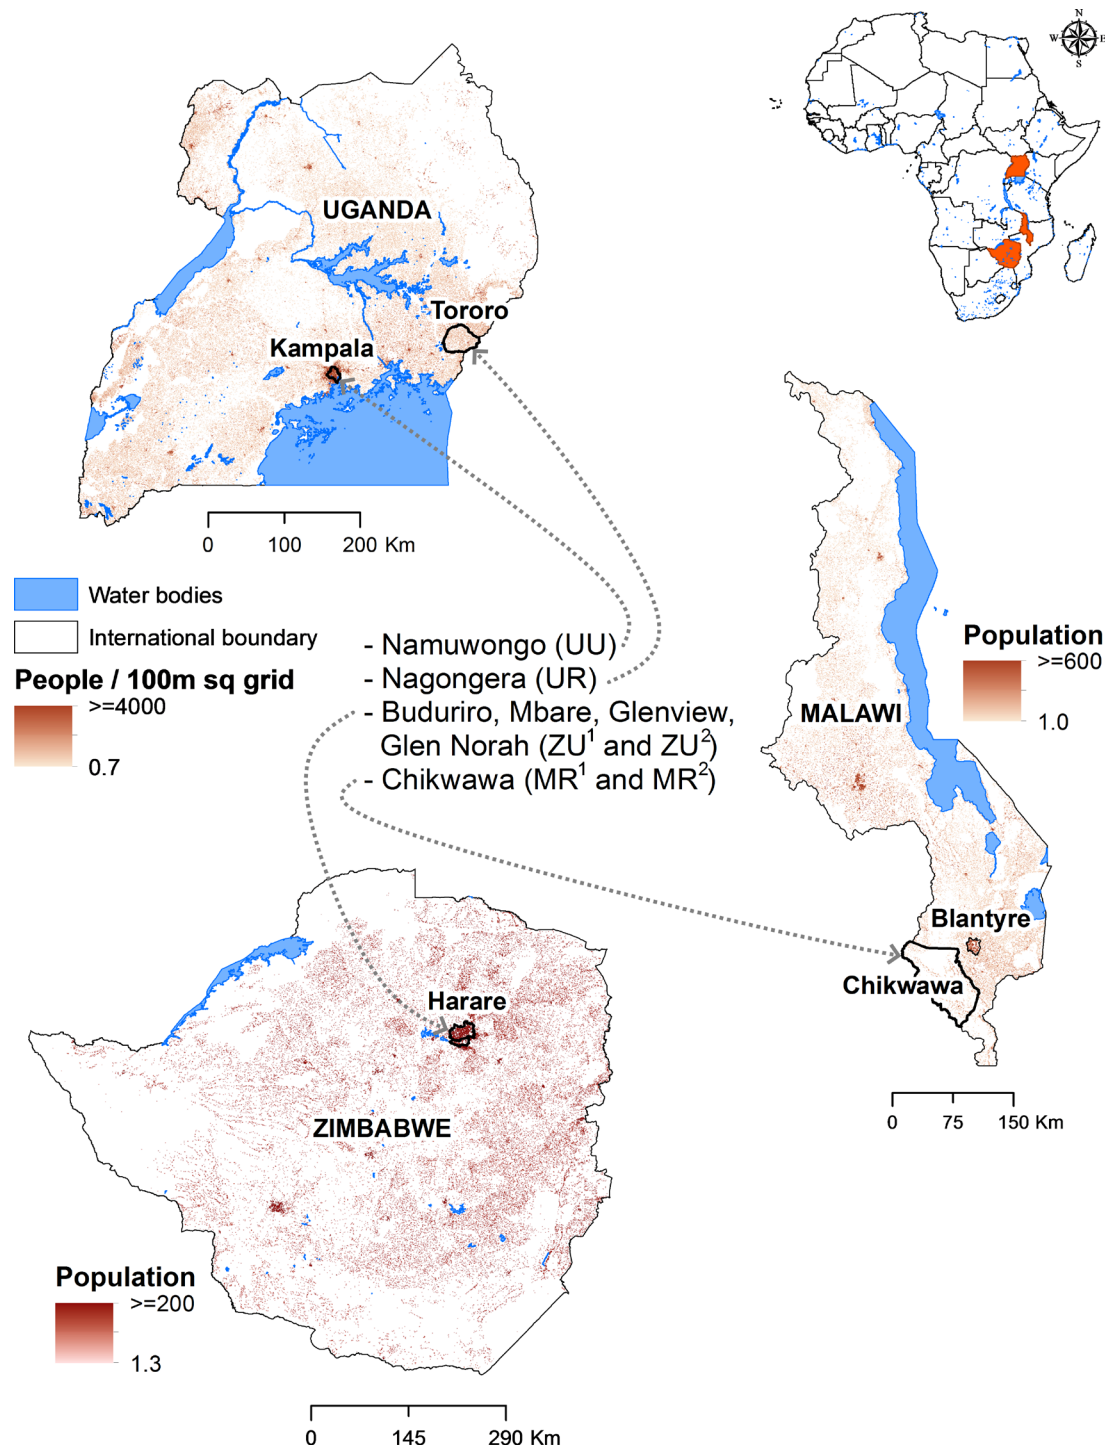 N
W
E
S
UGANDA
Tororo
Kampala
0
100
200 Km
Water bodies
International boundary
People / 100m sq grid
>=4000
0.7
- Namuwongo (UU)
- Nagongera (UR)
- Buduriro, Mbare, Glenview,
Glen Norah (ZU¹ and ZU²)
- Chikwawa (MR¹ and MR²)
Population
>=600
1.0
MALAWI
Blantyre
Chikwawa
0
75
150 Km
Harare
ZIMBABWE
Population
>=200
1.3
0
145
290 Km